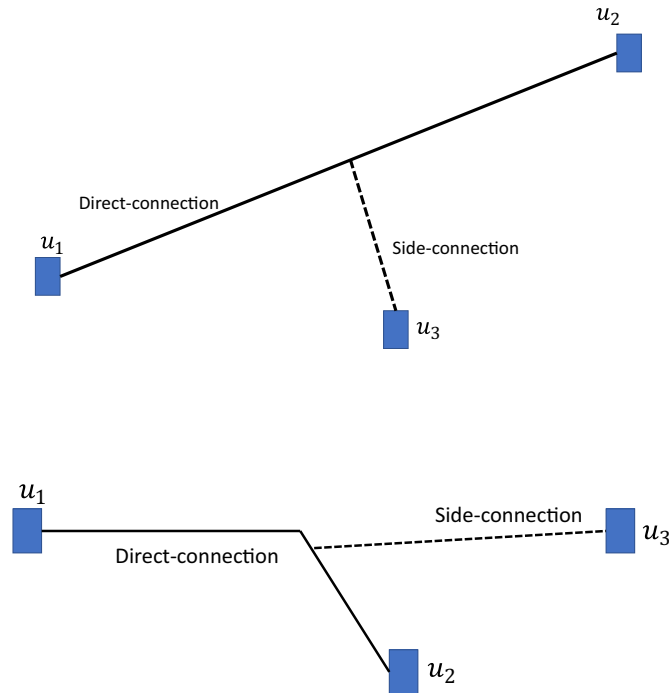 u₂
Direct-connection
u₁
Side-connection
u₃
u₁
Side-connection
u₃
Direct-connection
u₂